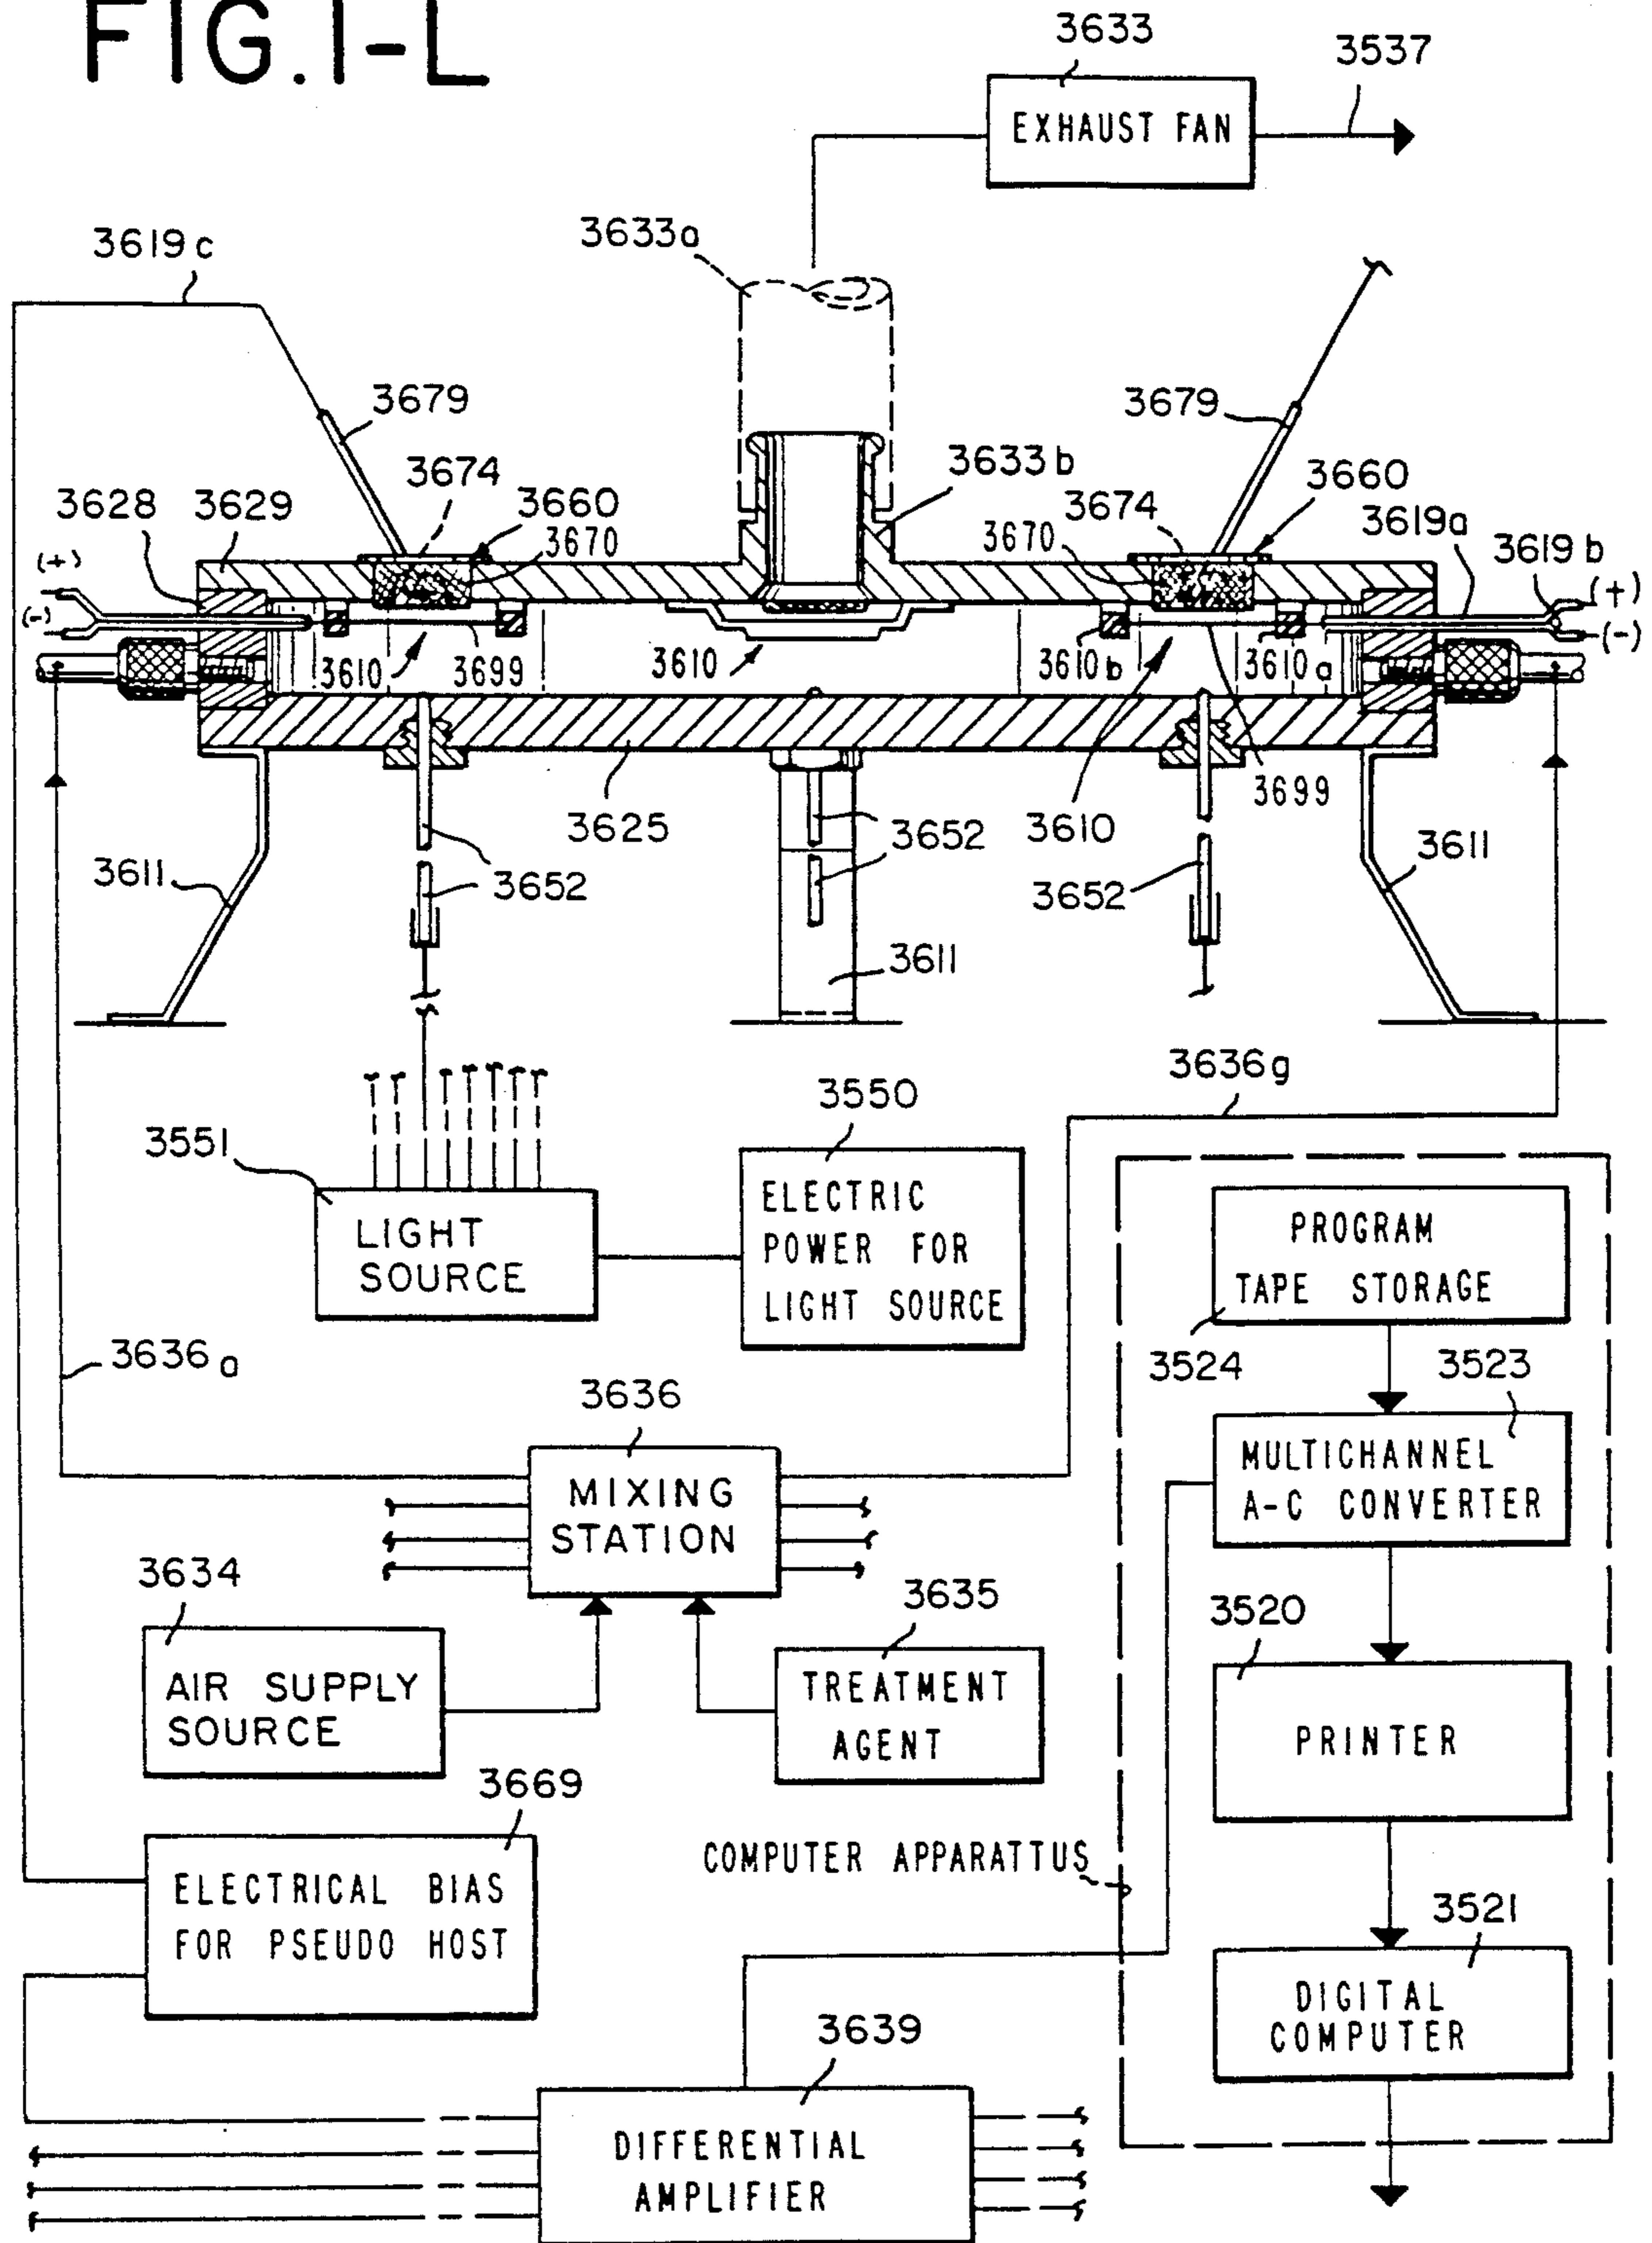 FIG.1-L
3633
3537
EXHAUST FAN
3619c
3633a
3679
3679
3674
3633b
3660
3628
3629
3660
3670
3670
3674
3619a
3619b
(+)
(+)
(-)
(-)
3610
3699
3610
3610b
3610a
3625
3652
3610
3699
3611
3652
3652
3611
3611
3636g
3550
3551
ELECTRIC
POWER FOR
LIGHT SOURCE
LIGHT
SOURCE
PROGRAM
TAPE STORAGE
3636a
3524
3523
3636
MIXING
STATION
MULTICHANNEL
A-C CONVERTER
3634
3635
3520
AIR SUPPLY
SOURCE
TREATMENT
AGENT
PRINTER
3669
COMPUTER APPARATTUS
ELECTRICAL BIAS
FOR PSEUDO HOST
3521
DIGITAL
COMPUTER
3639
DIFFERENTIAL
AMPLIFIER